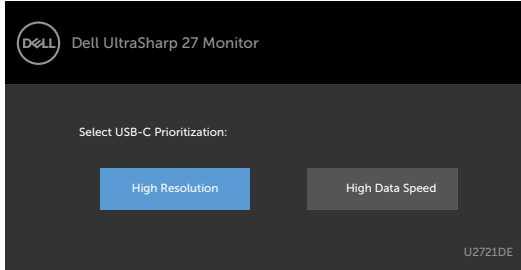 DELL Dell UltraSharp 27 Monitor
Select USB-C Prioritization:
High Resolution High Data Speed
U2721DE